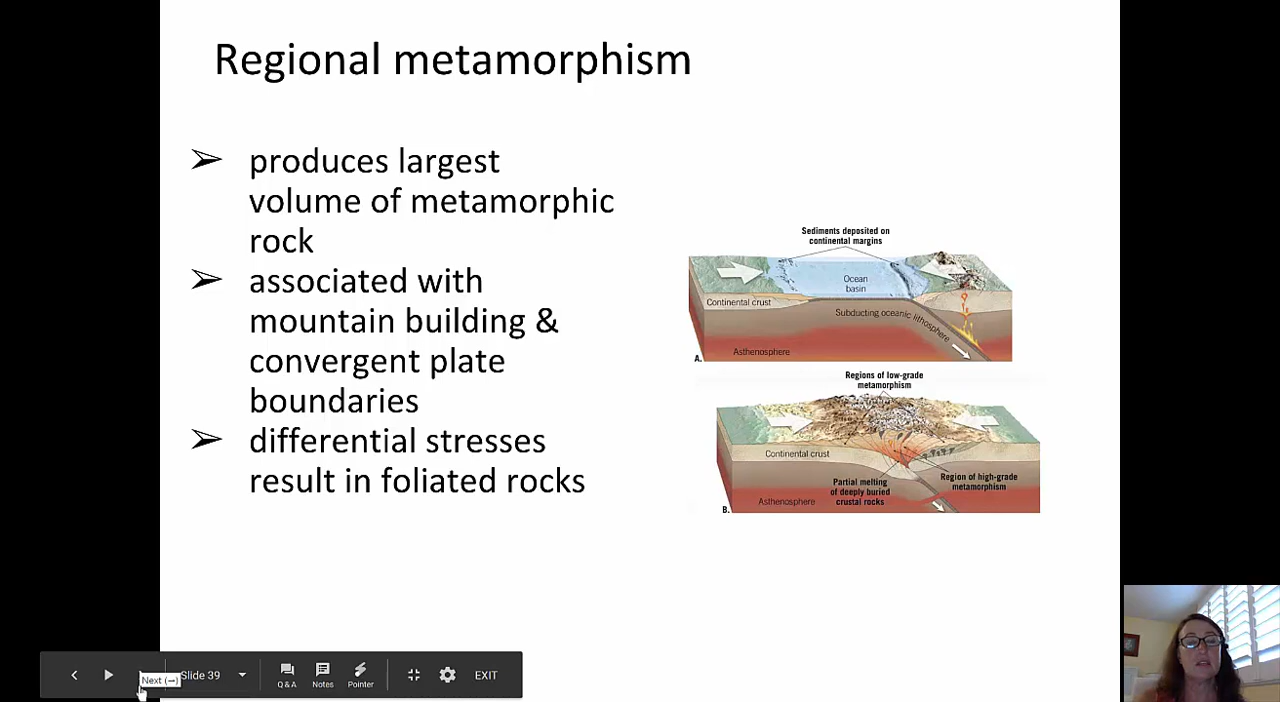 Regional metamorphism
➢ produces largest
volume of metamorphic
rock
➢ associated with
mountain building &
convergent plate
boundaries
➢ differential stresses
result in foliated rocks
Sediments deposited on
continental margins
Ocean
basin
Continental crust
Subducting oceanic lithosphere
Asthenosphere
A.
Regions of low-grade
metamorphism
Continental crust
Partial melting
of deeply buried
crustal rocks
Region of high-grade
metamorphism
Asthenosphere
B.
Slide 39
Next (→)
Q & A
Notes
Pointer
EXIT